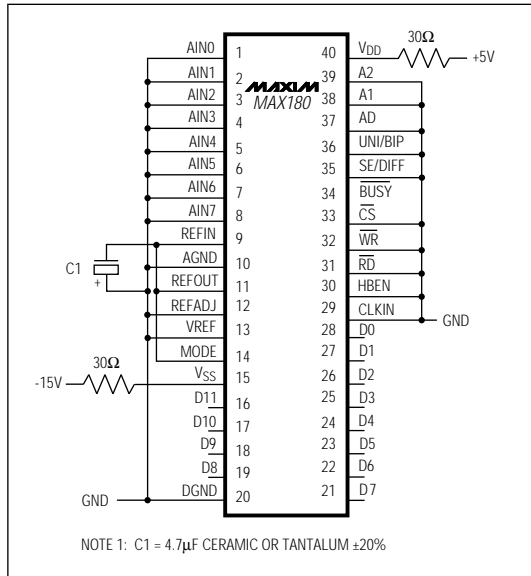 30Ω
+5V
AIN0 1 40 VDD
AIN1 2 39 A2
MAXIM
AIN2 3 38 A1
MAX180
AIN3 4 37 AD
AIN4 5 36 UNI/BIP
AIN5 6 35 SE/DIFF
AIN6 7 34 BUSY
AIN7 8 33 CS
REFIN 9 32 WR
C1
+
AGND 10 31 RD
REFOUT 11 30 HBEN
REFADJ 12 29 CLKIN
GND
VREF 13 28 D0
MODE 14 27 D1
30Ω
-15V
VSS 15 26 D2
D11 16 25 D3
D10 17 24 D4
D9 18 23 D5
D8 19 22 D6
GND
DGND 20 21 D7
NOTE 1: C1 = 4.7μF CERAMIC OR TANTALUM ±20%